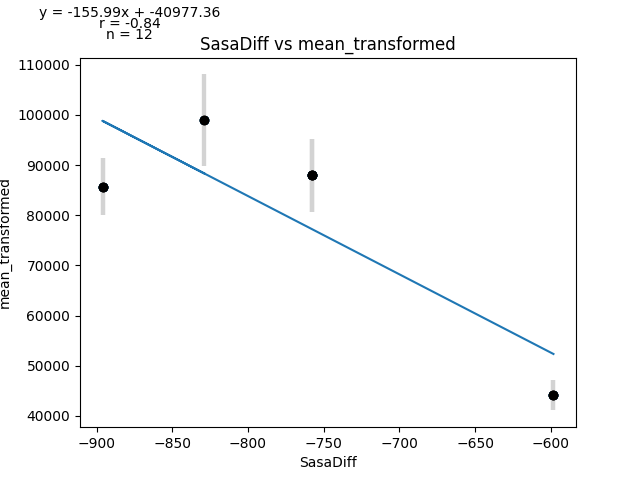 y = -155.99x + -40977.36
r = -0.84
n = 12
SasaDiff vs mean_transformed
110000
100000
90000
80000
70000
60000
50000
40000
mean_transformed
−900
−850
−800
−750
−700
−650
−600
SasaDiff